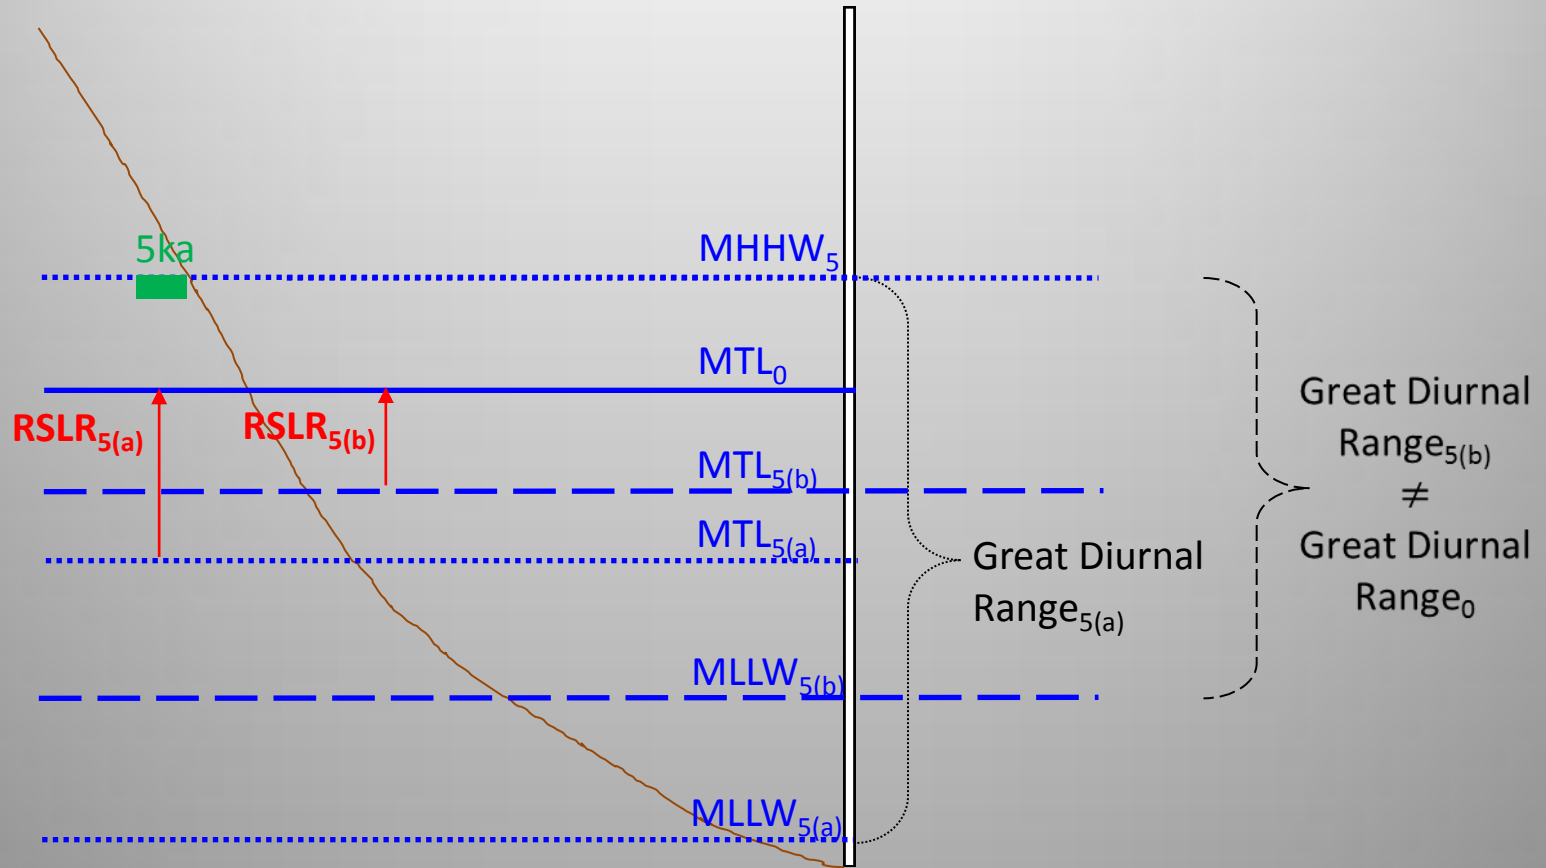 5ka
MHHW₅
MTL₀
RSLR₅₍ₐ₎
RSLR₅₍b₎
MTL₅₍b₎
MTL₅₍ₐ₎
MLLW₅₍b₎
MLLW₅₍ₐ₎
Great Diurnal
Range₅₍ₐ₎
Great Diurnal
Range₅₍b₎
≠
Great Diurnal
Range₀